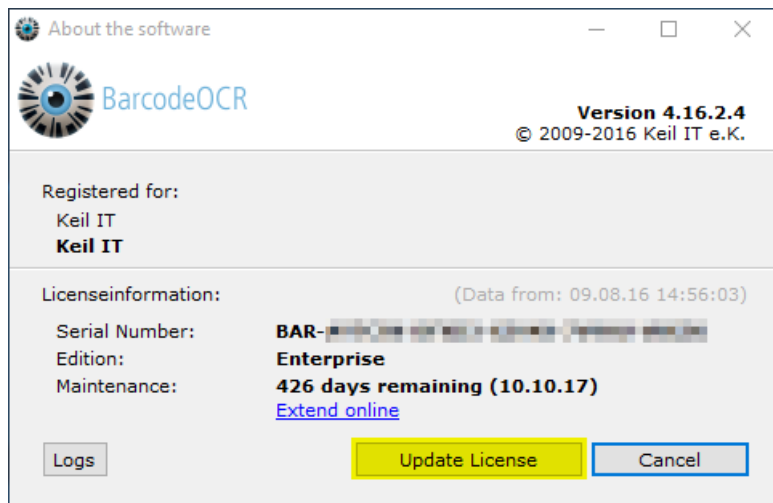 About the software
BarcodeOCR
Version 4.16.2.4
© 2009-2016 Keil IT e.K.
Registered for:
Keil IT
Keil IT
Licenseinformation:
(Data from: 09.08.16 14:56:03)
Serial Number: BAR-
Edition: Enterprise
Maintenance: 426 days remaining (10.10.17)
Extend online
Logs
Update License
Cancel